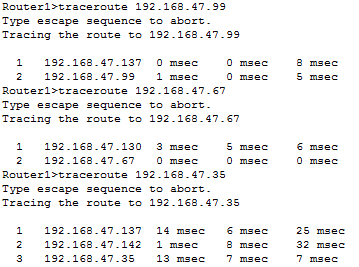 Router1>traceroute 192.168.47.99
Type escape sequence to abort.
Tracing the route to 192.168.47.99
1 192.168.47.137 0 msec 0 msec 8 msec
2 192.168.47.99 1 msec 0 msec 5 msec
Router1>traceroute 192.168.47.67
Type escape sequence to abort.
Tracing the route to 192.168.47.67
1 192.168.47.130 3 msec 5 msec 6 msec
2 192.168.47.67 0 msec 0 msec 0 msec
Router1>traceroute 192.168.47.35
Type escape sequence to abort.
Tracing the route to 192.168.47.35
1 192.168.47.137 14 msec 6 msec 25 msec
2 192.168.47.142 1 msec 8 msec 32 msec
3 192.168.47.35 13 msec 7 msec 7 msec